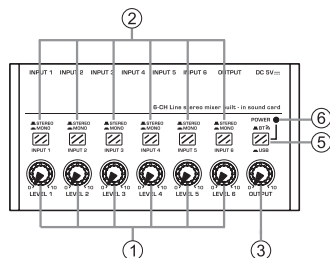 ②
INPUT 1 INPUT 2 INPUT 3 INPUT 4 INPUT 5 INPUT 6 OUTPUT DC 5V⎓
6-CH Line stereo mixer built - in sound card
POWER ⑥
STEREO STEREO STEREO STEREO STEREO STEREO BT
MONO MONO MONO MONO MONO MONO
⑤
INPUT 1 INPUT 2 INPUT 3 INPUT 4 INPUT 5 INPUT 6 USB
0 10 0 10 0 10 0 10 0 10 0 10 0 10
LEVEL 1 LEVEL 2 LEVEL 3 LEVEL 4 LEVEL 5 LEVEL 6 OUTPUT
① ③